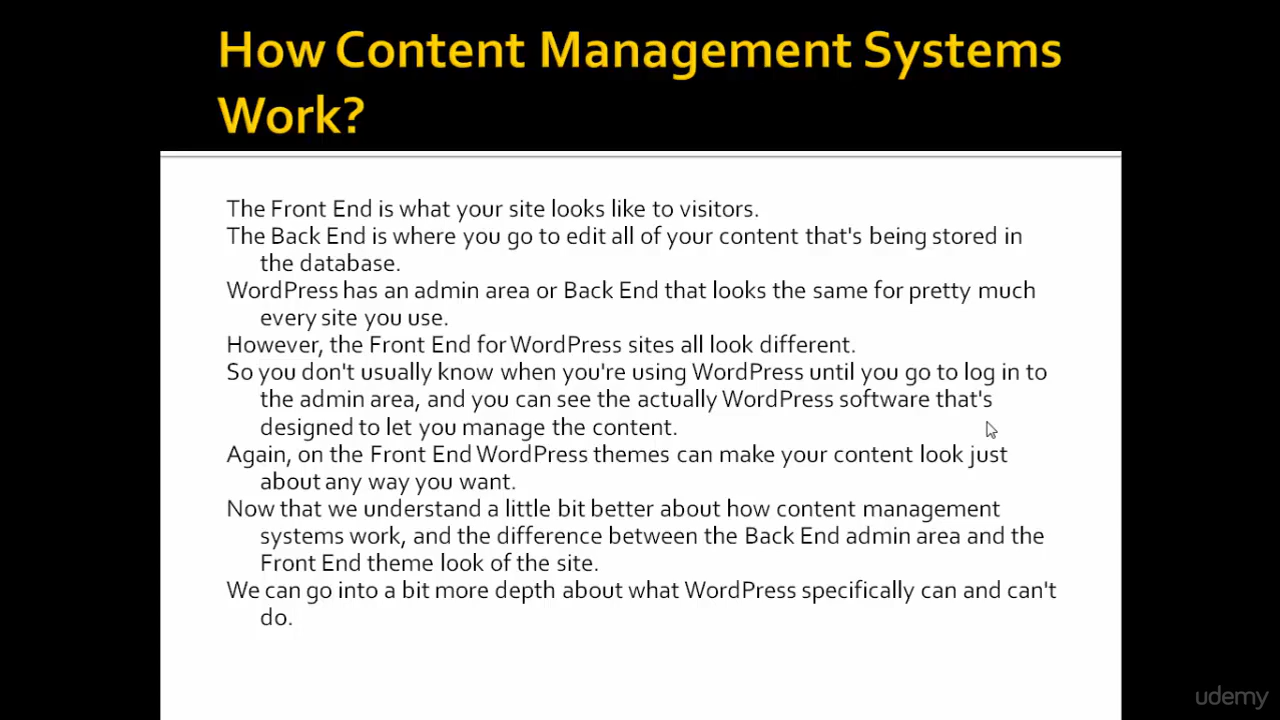 How Content Management Systems
Work?
The Front End is what your site looks like to visitors.
The Back End is where you go to edit all of your content that's being stored in
the database.
WordPress has an admin area or Back End that looks the same for pretty much
every site you use.
However, the Front End for WordPress sites all look different.
So you don't usually know when you're using WordPress until you go to log in to
the admin area, and you can see the actually WordPress software that's
designed to let you manage the content.
Again, on the Front End WordPress themes can make your content look just
about any way you want.
Now that we understand a little bit better about how content management
systems work, and the difference between the Back End admin area and the
Front End theme look of the site.
We can go into a bit more depth about what WordPress specifically can and can't
do.
udemy